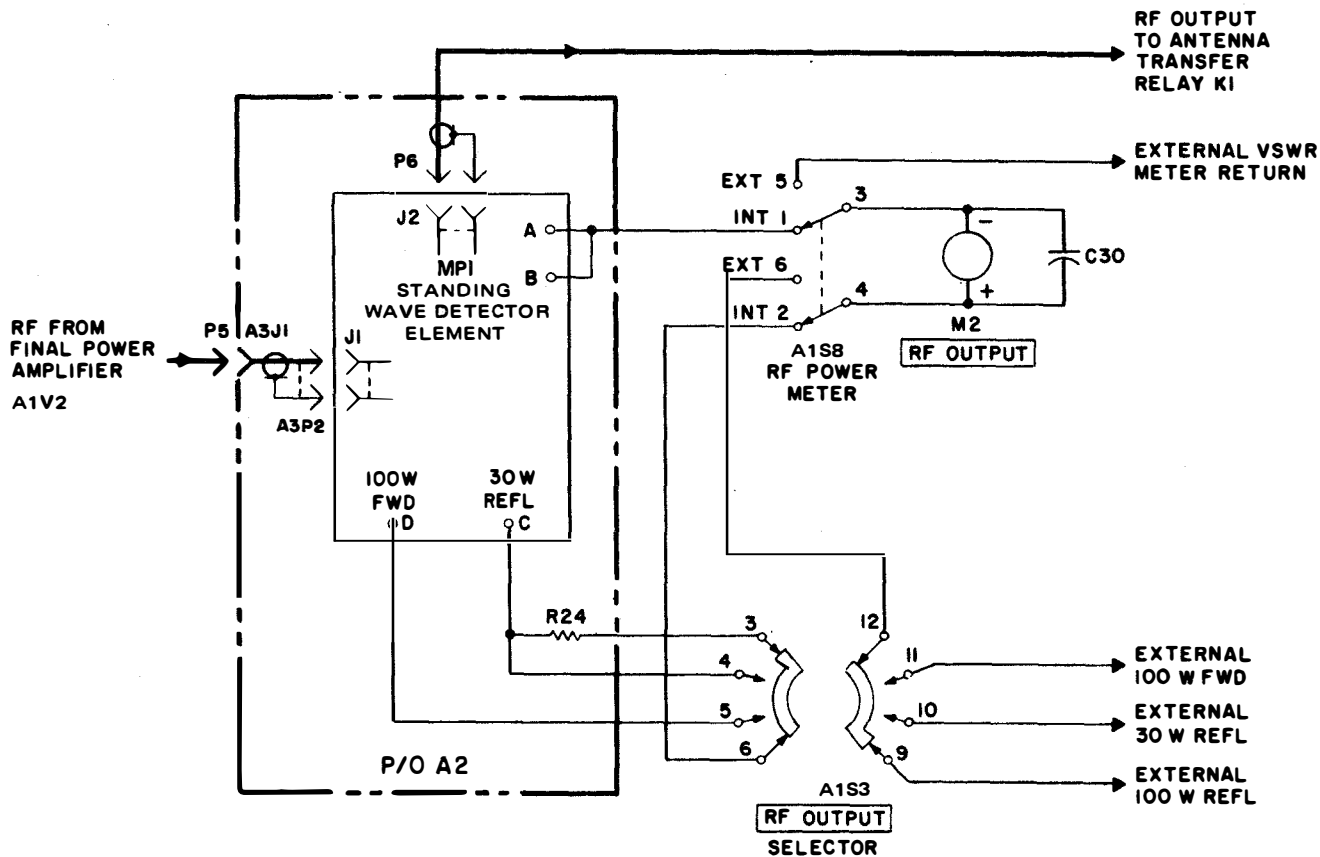 RF OUTPUT
TO ANTENNA
TRANSFER
RELAY K1
P6
EXT 5
EXTERNAL VSWR
METER RETURN
J2
A
INT 1
3
-
MP1
STANDING
WAVE DETECTOR
ELEMENT
B
EXT 6
C30
4
+
INT 2
M2
RF OUTPUT
A1S8
RF POWER
METER
RF FROM
FINAL POWER
AMPLIFIER
A1V2
P5
A3J1
J1
A3P2
100W
FWD
D
30W
REFL
C
R24
3
12
4
11
EXTERNAL
100 W FWD
5
10
EXTERNAL
30 W REFL
6
9
EXTERNAL
100 W REFL
P/O A2
A1S3
RF OUTPUT
SELECTOR